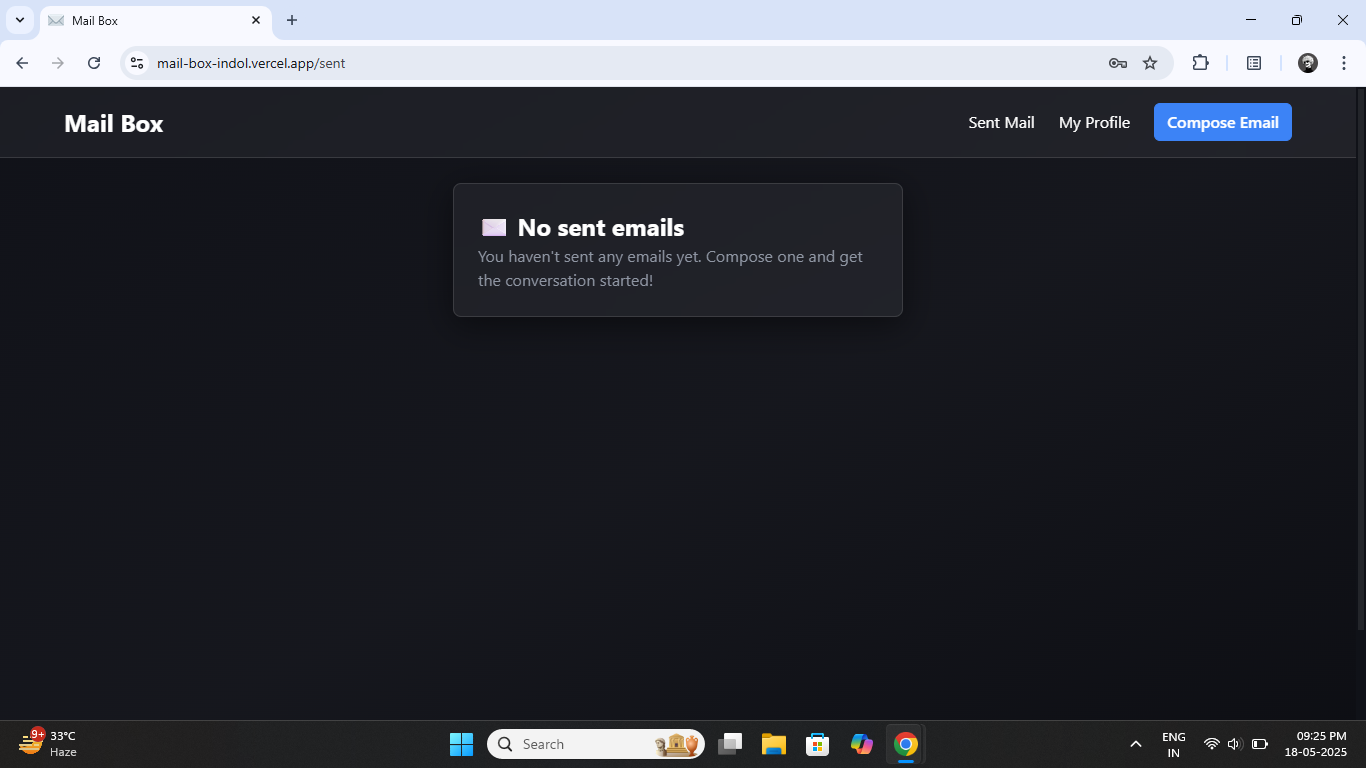 Mail Box
mail-box-indol.vercel.app/sent
Mail Box
Sent Mail
My Profile
Compose Email
No sent emails
You haven't sent any emails yet. Compose one and get
the conversation started!
9+
33°C
Haze
Search
ENG
IN
09:25 PM
18-05-2025